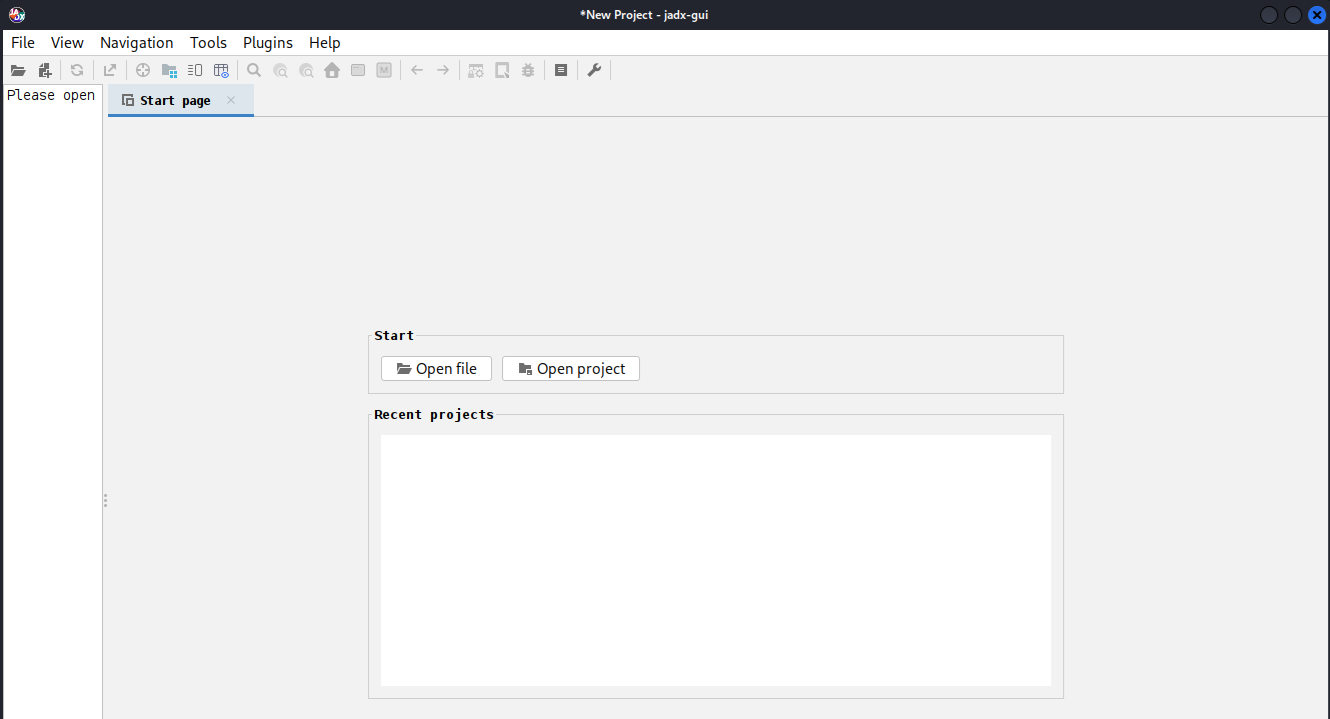 *New Project - jadx-gui
File View Navigation Tools Plugins Help
Please open
Start page
Start
Open file Open project
Recent projects